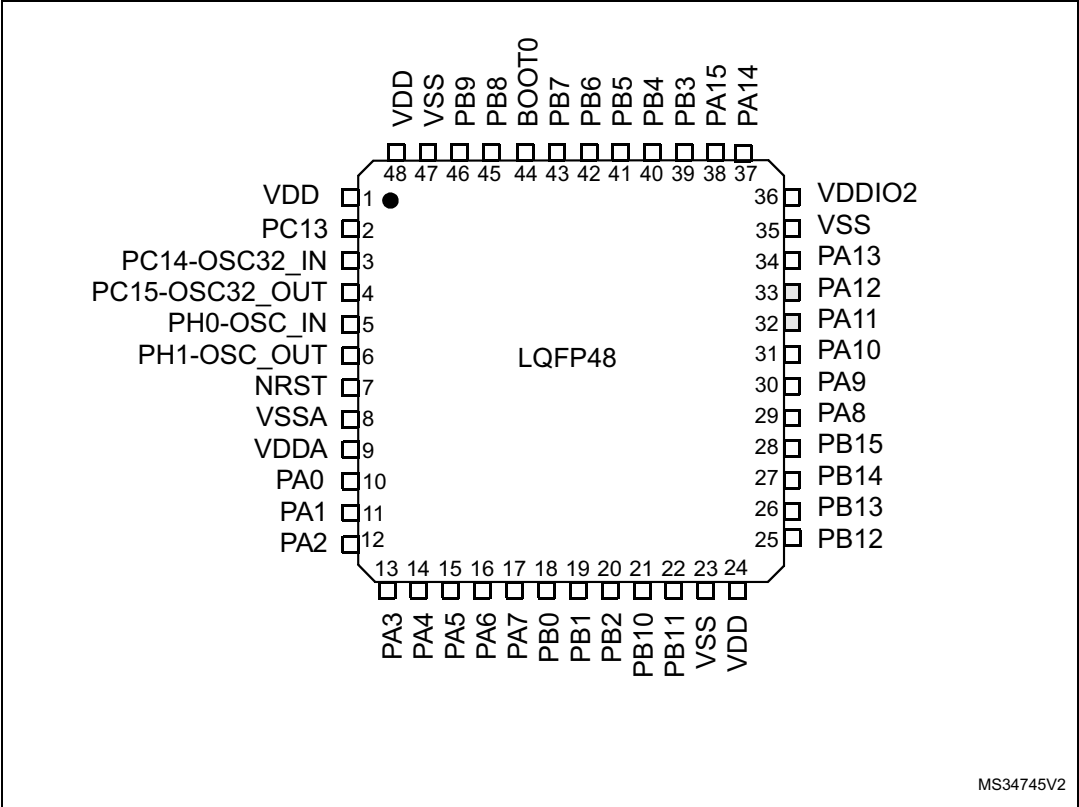 VDD
VSS
PB9
PB8
BOOT0
PB7
PB6
PB5
PB4
PB3
PA15
PA14
48 47 46 45 44 43 42 41 40 39 38 37
VDD 1 36 VDDIO2
PC13 2 35 VSS
PC14-OSC32_IN 3 34 PA13
PC15-OSC32_OUT 4 33 PA12
PH0-OSC_IN 5 32 PA11
PH1-OSC_OUT 6 LQFP48 31 PA10
NRST 7 30 PA9
VSSA 8 29 PA8
VDDA 9 28 PB15
PA0 10 27 PB14
PA1 11 26 PB13
PA2 12 25 PB12
13 14 15 16 17 18 19 20 21 22 23 24
PA3
PA4
PA5
PA6
PA7
PB0
PB1
PB2
PB10
PB11
VSS
VDD
MS34745V2